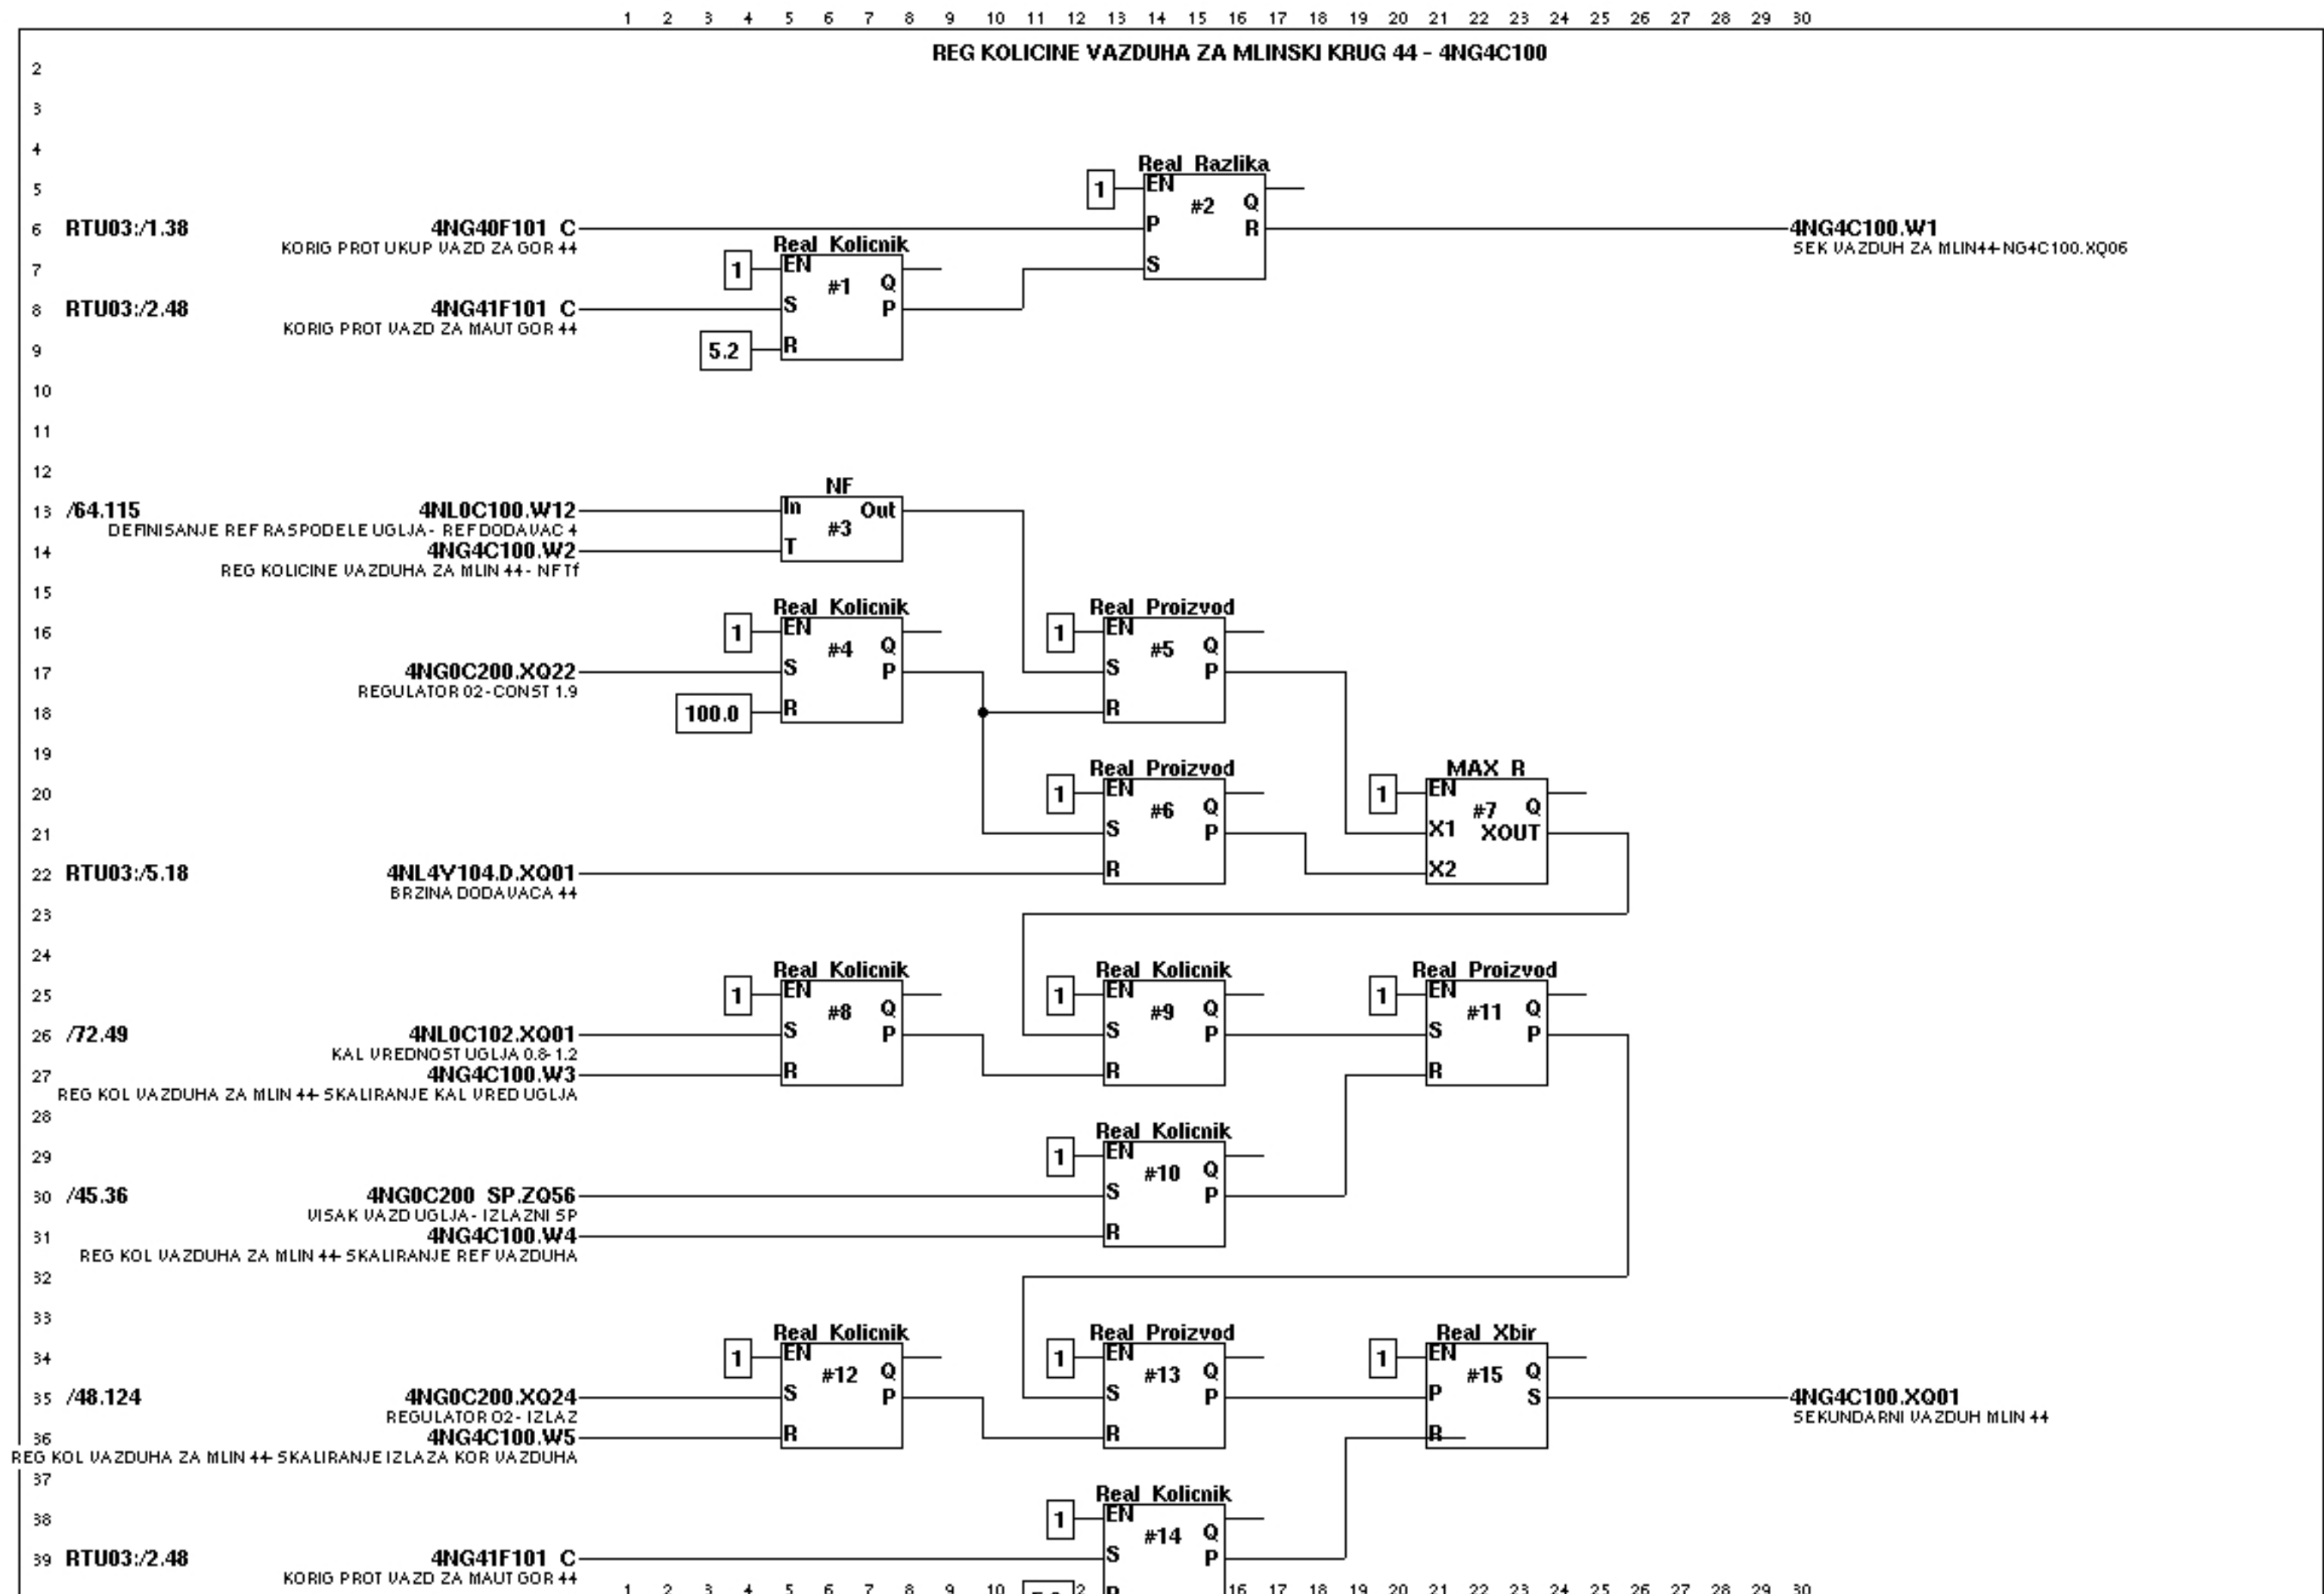 1 2 3 4 5 6 7 8 9 10 11 12 13 14 15 16 17 18 19 20 21 22 23 24 25 26 27 28 29 30
REG KOLICINE VAZDUHA ZA MLINSKI KRUG 44 - 4NG4C100
2
3
4
Real Razlika
5 1 EN #2 Q
6 RTU03:/1.38 4NG40F101 C P R 4NG4C100.W1
KORIG PROT UKUP VAZD ZA GOR 44 SEK VAZDUH ZA MLIN44-NG4C100.XQ06
Real Kolicnik
7 1 EN #1 Q S
8 RTU03:/2.48 4NG41F101 C S P
KORIG PROT VAZD ZA MAUT GOR 44
9 5.2 R
10
11
12
NF
13 /64.115 4NL0C100.W12 In #3 Out
DEFINISANJE REF RASPODELE UGLJA - REF DODAVAC 4
14 4NG4C100.W2 T
REG KOLICINE VAZDUHA ZA MLIN 44 - NF Tf
15
Real Kolicnik Real Proizvod
16 1 EN #4 Q 1 EN #5 Q
17 4NG0C200.XQ22 S P S P
REGULATOR O2 - CONST 1.9
18 100.0 R R
19
Real Proizvod MAX R
20 1 EN #6 Q 1 EN #7 Q
21 S P X1 XOUT
22 RTU03:/5.18 4NL4Y104.D.XQ01 R X2
BRZINA DODAVACA 44
23
24
Real Kolicnik Real Kolicnik Real Proizvod
25 1 EN #8 Q 1 EN #9 Q 1 EN #11 Q
26 /72.49 4NL0C102.XQ01 S P S P S P
KAL VREDNOST UGLJA 0.8-1.2
27 4NG4C100.W3 R R R
REG KOL VAZDUHA ZA MLIN 44- SKALIRANJE KAL VRED UGLJA
28
Real Kolicnik
29 1 EN #10 Q
30 /45.36 4NG0C200 SP.ZQ56 S P
VISAK VAZD UGLJA - IZLAZNI SP
31 4NG4C100.W4 R
REG KOL VAZDUHA ZA MLIN 44- SKALIRANJE REF VAZDUHA
32
33
Real Kolicnik Real Proizvod Real Xbir
34 1 EN #12 Q 1 EN #13 Q 1 EN #15 Q
35 /48.124 4NG0C200.XQ24 S P S P P S 4NG4C100.XQ01
REGULATOR O2 - IZLAZ SEKUNDARNI VAZDUH MLIN 44
36 4NG4C100.W5 R R R
REG KOL VAZDUHA ZA MLIN 44- SKALIRANJE IZLAZA KOR VAZDUHA
37
Real Kolicnik
38 1 EN #14 Q
39 RTU03:/2.48 4NG41F101 C S P
KORIG PROT VAZD ZA MAUT GOR 44
1 2 3 4 5 6 7 8 9 10 11 16 17 18 19 20 21 22 23 24 25 26 27 28 29 30